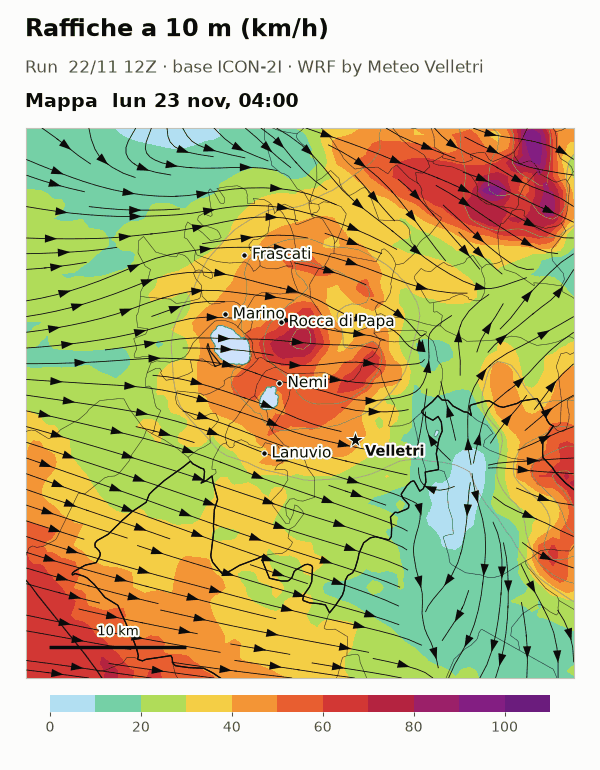 Raffiche a 10 m (km/h)
Run  22/11 12Z · base ICON-2I · WRF by Meteo Velletri
Mappa  lun 23 nov, 04:00
Frascati
Marino
Rocca di Papa
Nemi
Velletri
Lanuvio
10 km
0 20 40 60 80 100